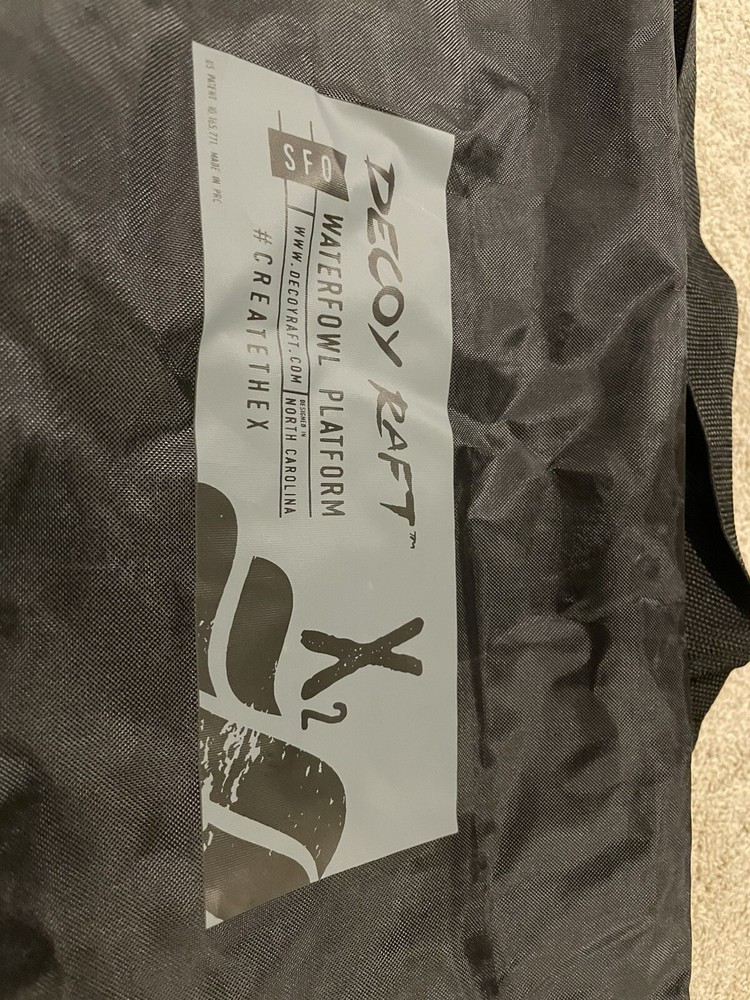 DECOY RAFT™
SFO
WATERFOWL PLATFORM
WWW.DECOYRAFT.COM
DESIGNED IN
NORTH CAROLINA
#CREATETHEX
US PATENT 10,165,771. MADE IN PRC
X2